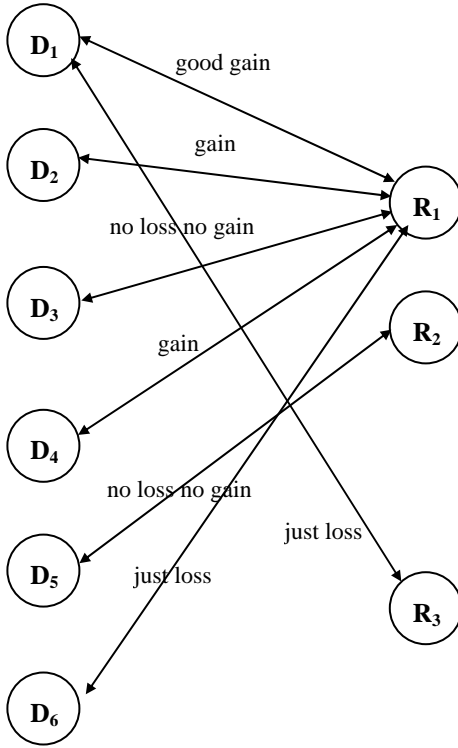 D₁
good gain
gain
D₂
R₁
no loss no gain
D₃
R₂
gain
D₄
no loss no gain
just loss
D₅
just loss
R₃
D₆